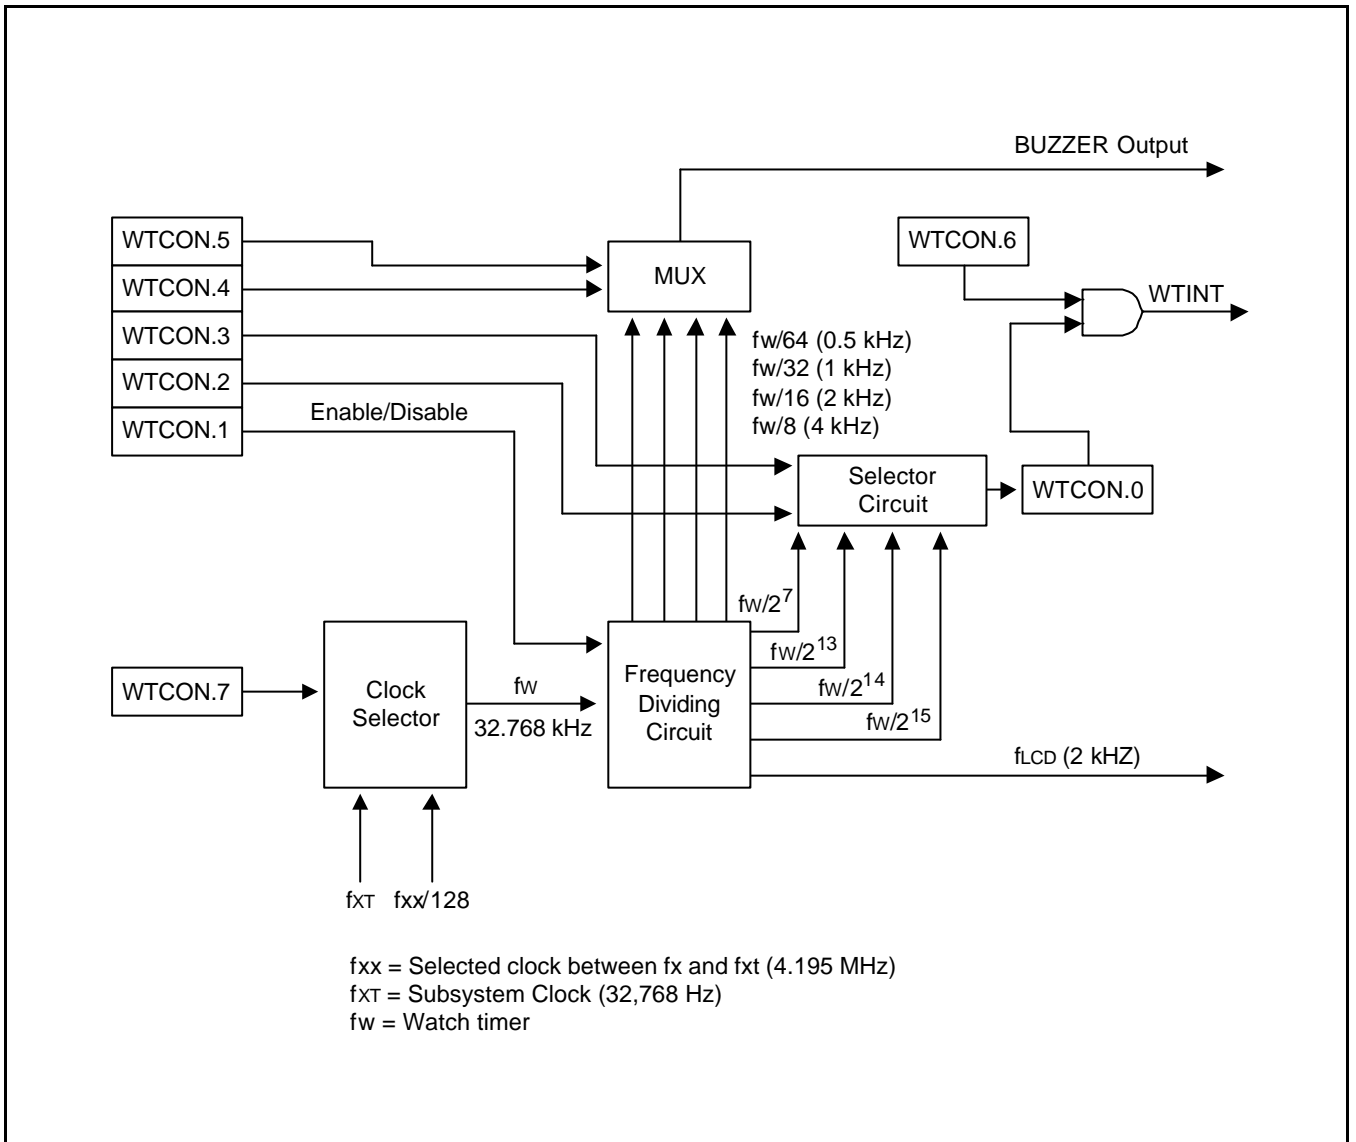 BUZZER Output
WTCON.5
WTCON.4
WTCON.3
WTCON.2
WTCON.1
Enable/Disable
MUX
WTCON.6
WTINT
fw/64 (0.5 kHz)
fw/32 (1 kHz)
fw/16 (2 kHz)
fw/8 (4 kHz)
Selector
Circuit
WTCON.0
WTCON.7
Clock
Selector
fw
32.768 kHz
Frequency
Dividing
Circuit
fw/2^7
fw/2^13
fw/2^14
fw/2^15
fLCD (2 kHZ)
fXT fxx/128
fxx = Selected clock between fx and fxt (4.195 MHz)
fXT = Subsystem Clock (32,768 Hz)
fw = Watch timer